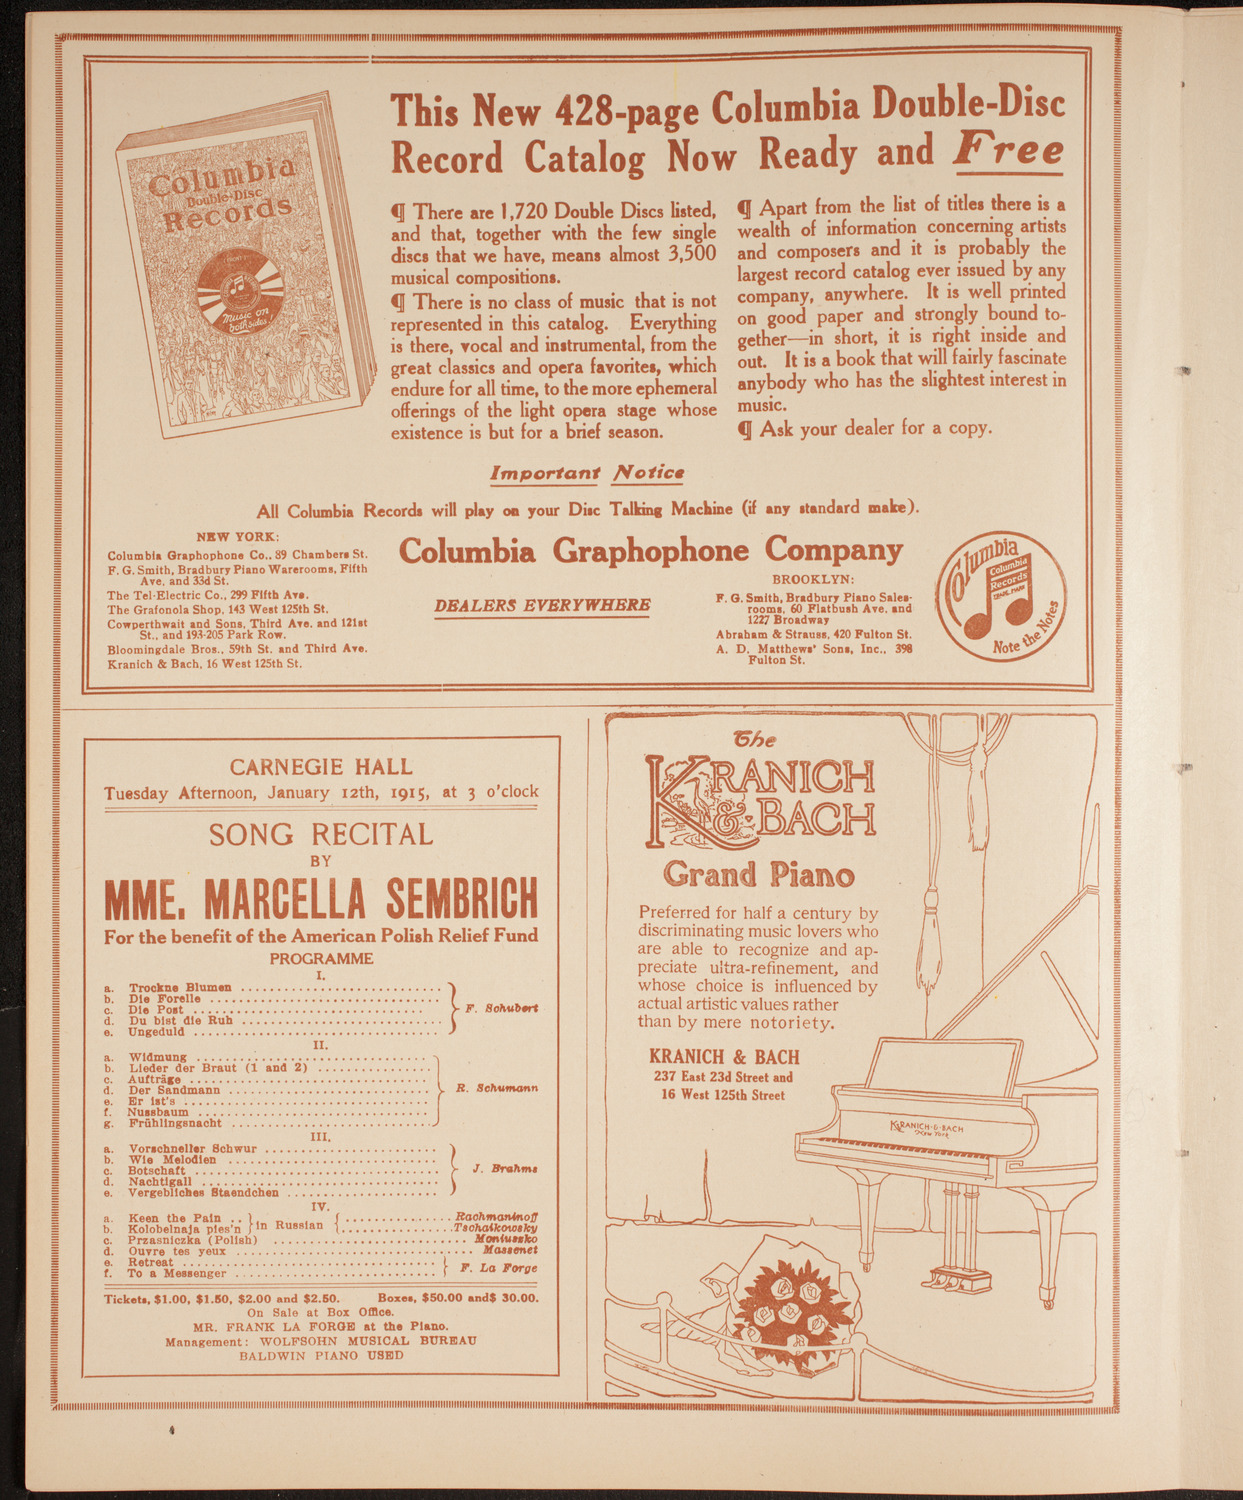 Columbia
Double-Disc
Records
Music on
both sides!
This New 428-page Columbia Double-Disc
Record Catalog Now Ready and Free
¶ There are 1,720 Double Discs listed,
and that, together with the few single
discs that we have, means almost 3,500
musical compositions.
¶ There is no class of music that is not
represented in this catalog. Everything
is there, vocal and instrumental, from the
great classics and opera favorites, which
endure for all time, to the more ephemeral
offerings of the light opera stage whose
existence is but for a brief season.
¶ Apart from the list of titles there is a
wealth of information concerning artists
and composers and it is probably the
largest record catalog ever issued by any
company, anywhere. It is well printed
on good paper and strongly bound to-
gether—in short, it is right inside and
out. It is a book that will fairly fascinate
anybody who has the slightest interest in
music.
¶ Ask your dealer for a copy.
Important Notice
All Columbia Records will play on your Disc Talking Machine (if any standard make).
NEW YORK:
Columbia Graphophone Co., 89 Chambers St.
F. G. Smith, Bradbury Piano Warerooms, Fifth
Ave. and 33d St.
The Tel-Electric Co., 299 Fifth Ave.
The Grafonola Shop, 143 West 125th St.
Cowperthwait and Sons, Third Ave. and 121st
St., and 193-205 Park Row.
Bloomingdale Bros., 59th St. and Third Ave.
Kranich & Bach, 16 West 125th St.
Columbia Graphophone Company
DEALERS EVERYWHERE
BROOKLYN:
F. G. Smith, Bradbury Piano Sales-
rooms, 60 Flatbush Ave. and
1227 Broadway
Abraham & Strauss, 420 Fulton St.
A. D. Matthews' Sons, Inc., 398
Fulton St.
Columbia
Columbia
Records
TRADE MARK
Note the Notes
CARNEGIE HALL
Tuesday Afternoon, January 12th, 1915, at 3 o'clock
SONG RECITAL
BY
MME. MARCELLA SEMBRICH
For the benefit of the American Polish Relief Fund
PROGRAMME
I.
a. Trockne Blumen
b. Die Forelle
c. Die Post
d. Du bist die Ruh
e. Ungeduld
F. Schubert
II.
a. Widmung
b. Lieder der Braut (1 and 2)
c. Aufträge
d. Der Sandmann
e. Er ist's
f. Nussbaum
g. Frühlingsnacht
R. Schumann
III.
a. Vorschneller Schwur
b. Wie Melodien
c. Botschaft
d. Nachtigall
e. Vergebliches Staendchen
J. Brahms
IV.
a. Keen the Pain .. } in Russian { Rachmaninoff
b. Kolobelnaja pies'n Tschaikowsky
c. Przasniczka (Polish) Moniuszko
d. Ouvre tes yeux Massenet
e. Retreat
f. To a Messenger
F. La Forge
Tickets, $1.00, $1.50, $2.00 and $2.50. Boxes, $50.00 and$ 30.00.
On Sale at Box Office.
MR. FRANK LA FORGE at the Piano.
Management: WOLFSOHN MUSICAL BUREAU
BALDWIN PIANO USED
The
KRANICH
& BACH
Grand Piano
Preferred for half a century by
discriminating music lovers who
are able to recognize and ap-
preciate ultra-refinement, and
whose choice is influenced by
actual artistic values rather
than by mere notoriety.
KRANICH & BACH
237 East 23d Street and
16 West 125th Street
KRANICH·&·BACH
New York
4